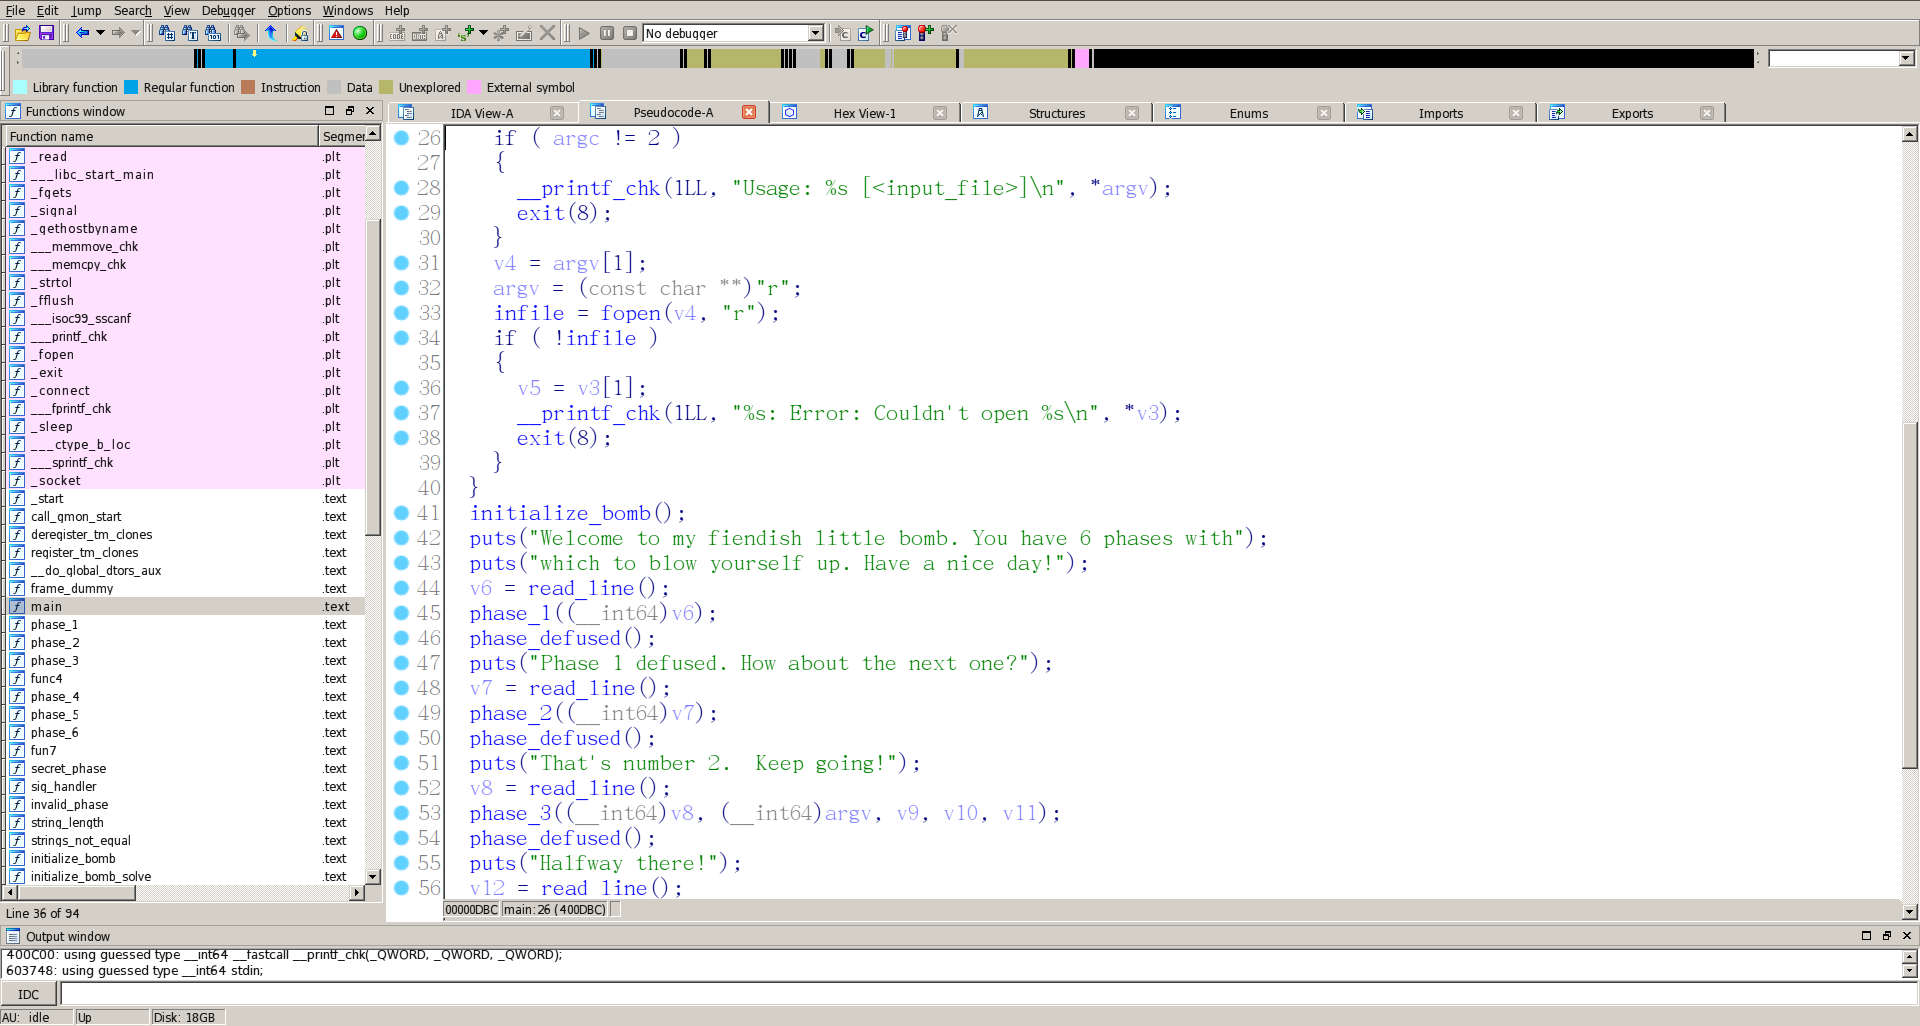 File Edit Jump Search View Debugger Options Windows Help
No debugger
Library function Regular function Instruction Data Unexplored External symbol
Functions window
IDA View-A Pseudocode-A Hex View-1 Structures Enums Imports Exports
Function name Segmer
_read .plt
___libc_start_main .plt
_fgets .plt
_signal .plt
_gethostbyname .plt
___memmove_chk .plt
___memcpy_chk .plt
_strtol .plt
_fflush .plt
___isoc99_sscanf .plt
___printf_chk .plt
_fopen .plt
_exit .plt
_connect .plt
___fprintf_chk .plt
_sleep .plt
___ctype_b_loc .plt
___sprintf_chk .plt
_socket .plt
_start .text
call_gmon_start .text
deregister_tm_clones .text
register_tm_clones .text
__do_global_dtors_aux .text
frame_dummy .text
main .text
phase_1 .text
phase_2 .text
phase_3 .text
func4 .text
phase_4 .text
phase_5 .text
phase_6 .text
fun7 .text
secret_phase .text
sig_handler .text
invalid_phase .text
string_length .text
strings_not_equal .text
initialize_bomb .text
initialize_bomb_solve .text
Line 36 of 94
26 if ( argc != 2 )
27 {
28 __printf_chk(1LL, "Usage: %s [<input_file>]\n", *argv);
29 exit(8);
30 }
31 v4 = argv[1];
32 argv = (const char **)"r";
33 infile = fopen(v4, "r");
34 if ( !infile )
35 {
36 v5 = v3[1];
37 __printf_chk(1LL, "%s: Error: Couldn't open %s\n", *v3);
38 exit(8);
39 }
40 }
41 initialize_bomb();
42 puts("Welcome to my fiendish little bomb. You have 6 phases with");
43 puts("which to blow yourself up. Have a nice day!");
44 v6 = read_line();
45 phase_1((__int64)v6);
46 phase_defused();
47 puts("Phase 1 defused. How about the next one?");
48 v7 = read_line();
49 phase_2((__int64)v7);
50 phase_defused();
51 puts("That's number 2.  Keep going!");
52 v8 = read_line();
53 phase_3((__int64)v8, (__int64)argv, v9, v10, v11);
54 phase_defused();
55 puts("Halfway there!");
56 v12 = read_line();
00000DBC main:26 (400DBC)
Output window
400C00: using guessed type __int64 __fastcall __printf_chk(_QWORD, _QWORD, _QWORD);
603748: using guessed type __int64 stdin;
IDC
AU: idle Up Disk: 18GB